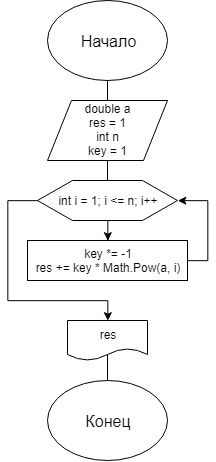 Начало
double a
res = 1
int n
key = 1
int i = 1; i <= n; i++
key *= -1
res += key * Math.Pow(a, i)
res
Конец